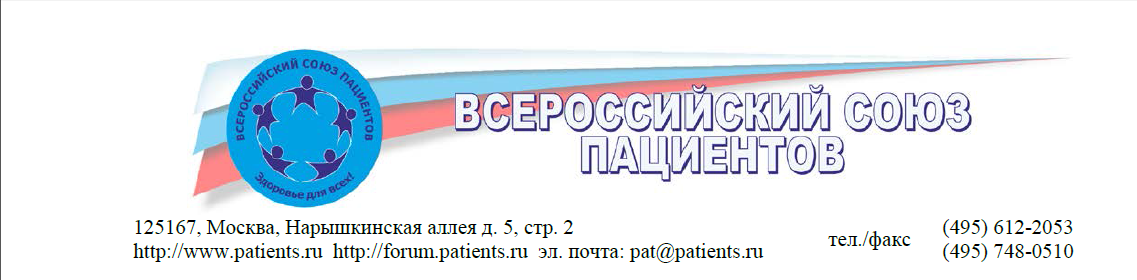 ВСЕРОССИЙСКИЙ СОЮЗ ПАЦИЕНТОВ
Здоровье для всех!
ВСЕРОССИЙСКИЙ СОЮЗ
ПАЦИЕНТОВ
125167, Москва, Нарышкинская аллея д. 5, стр. 2
http://www.patients.ru http://forum.patients.ru эл. почта: pat@patients.ru
тел./факс
(495) 612-2053
(495) 748-0510